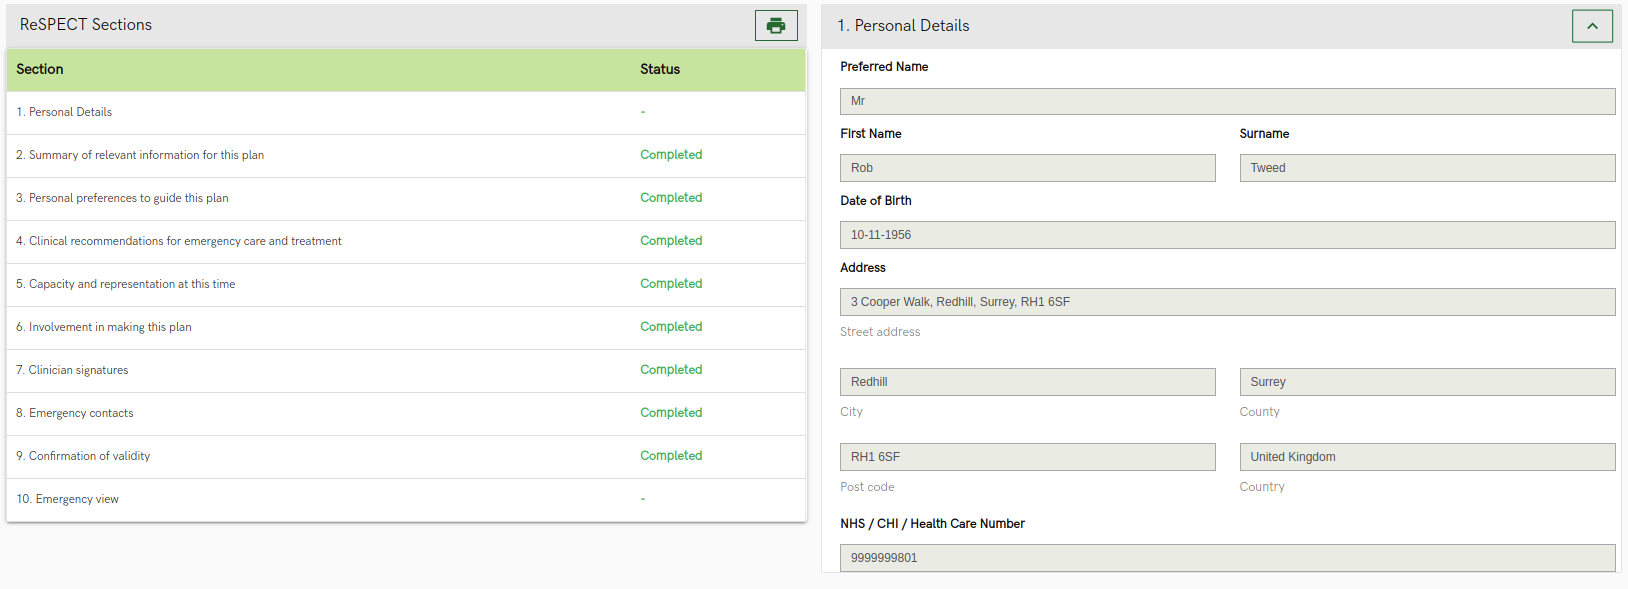 ReSPECT Sections
Section Status
1. Personal Details -
2. Summary of relevant information for this plan Completed
3. Personal preferences to guide this plan Completed
4. Clinical recommendations for emergency care and treatment Completed
5. Capacity and representation at this time Completed
6. Involvement in making this plan Completed
7. Clinician signatures Completed
8. Emergency contacts Completed
9. Confirmation of validity Completed
10. Emergency view -
1. Personal Details
Preferred Name
Mr
First Name Surname
Rob Tweed
Date of Birth
10-11-1956
Address
3 Cooper Walk, Redhill, Surrey, RH1 6SF
Street address
Redhill Surrey
City County
RH1 6SF United Kingdom
Post code Country
NHS / CHI / Health Care Number
9999999801